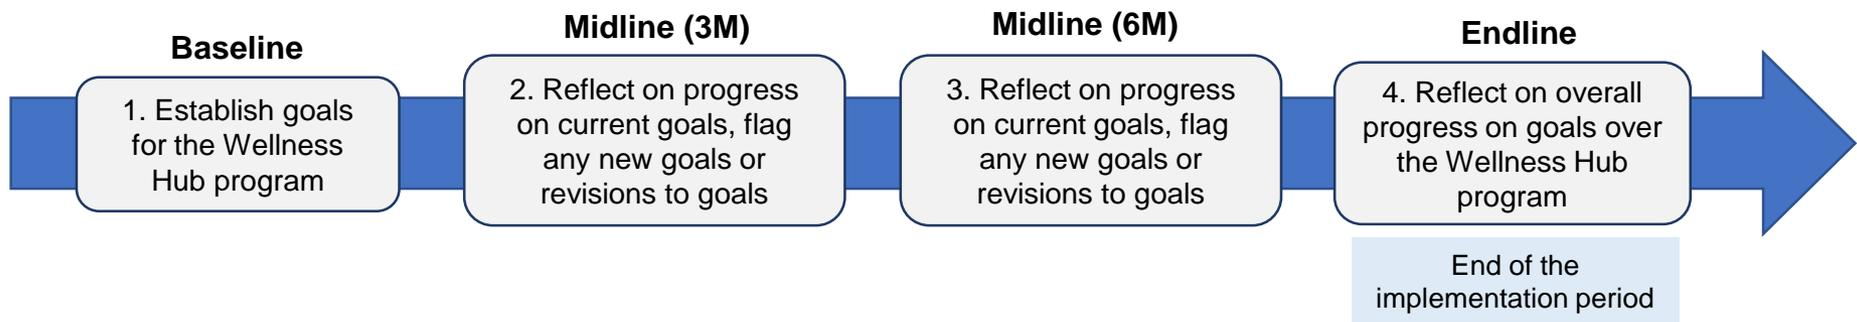 Baseline
1. Establish goals
for the Wellness
Hub program
Midline (3M)
2. Reflect on progress
on current goals, flag
any new goals or
revisions to goals
Midline (6M)
3. Reflect on progress
on current goals, flag
any new goals or
revisions to goals
Endline
4. Reflect on overall
progress on goals over
the Wellness Hub
program
End of the
implementation period